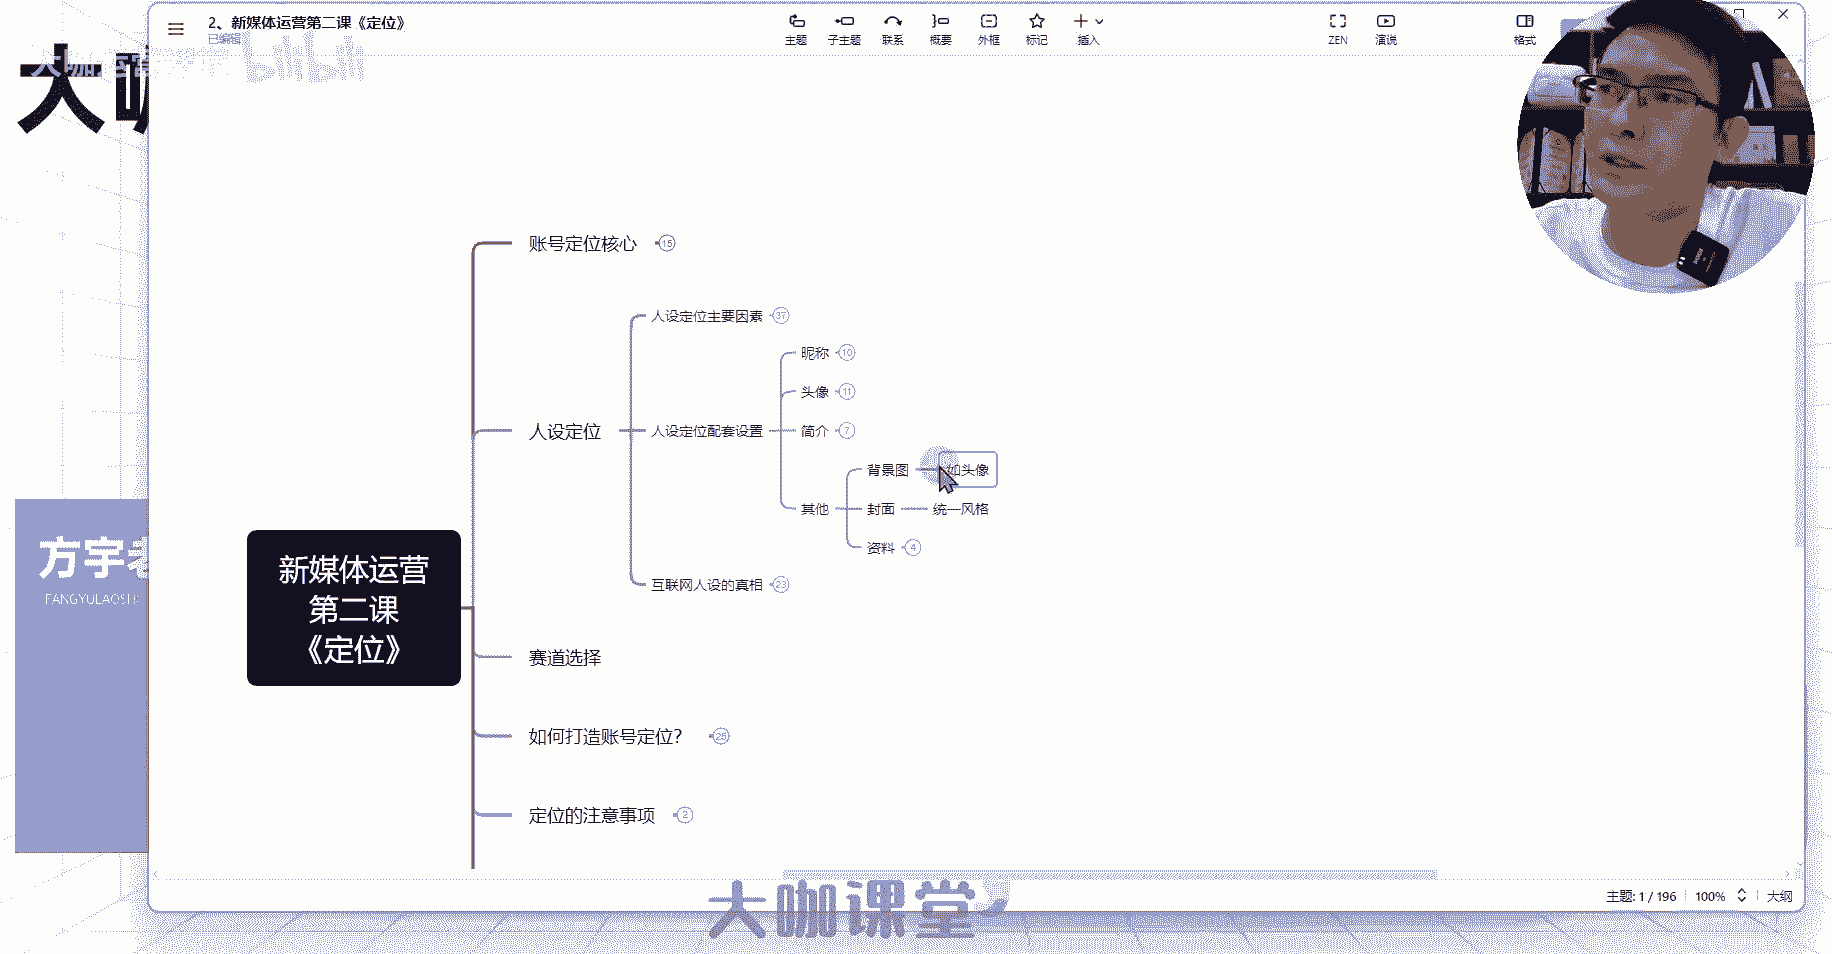 2、新媒体运营第二课《定位》
已编辑
主题
子主题
联系
概要
外框
标记
插入
ZEN
演说
格式
大咖运营
bilibili
大咖
账号定位核心 15
人设定位主要因素 37
昵称 10
头像 11
人设定位
人设定位配套设置
简介 7
背景图
如头像
其他
封面
统一风格
资料 4
互联网人设的真相 23
新媒体运营
第二课
《定位》
方宇老
FANGYULAOSHI
赛道选择
如何打造账号定位? 25
定位的注意事项 2
大咖课堂
主题: 1 / 196
100%
大纲